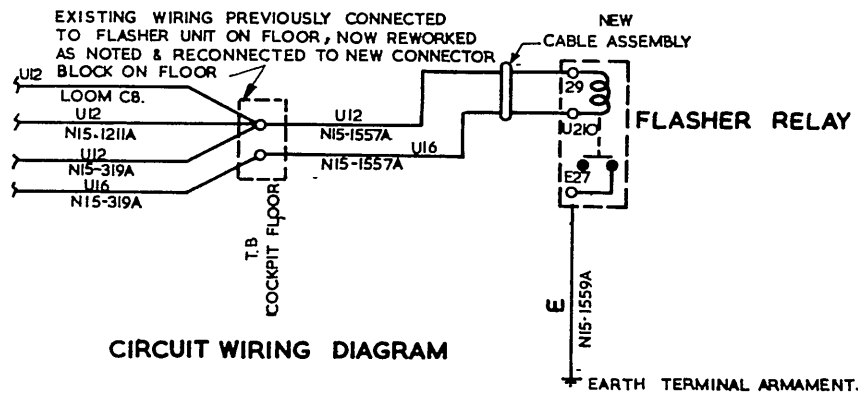 EXISTING WIRING PREVIOUSLY CONNECTED
TO FLASHER UNIT ON FLOOR, NOW REWORKED
AS NOTED & RECONNECTED TO NEW CONNECTOR
BLOCK ON FLOOR
NEW
CABLE ASSEMBLY
U12
LOOM C8.
U12
N15-1211A
U12
N15-319A
U16
N15-319A
U12
N15-1557A
U16
N15-1557A
29
U210
E27
FLASHER RELAY
T.B
COCKPIT FLOOR
E
N15-1559A
CIRCUIT WIRING DIAGRAM
EARTH TERMINAL ARMAMENT.